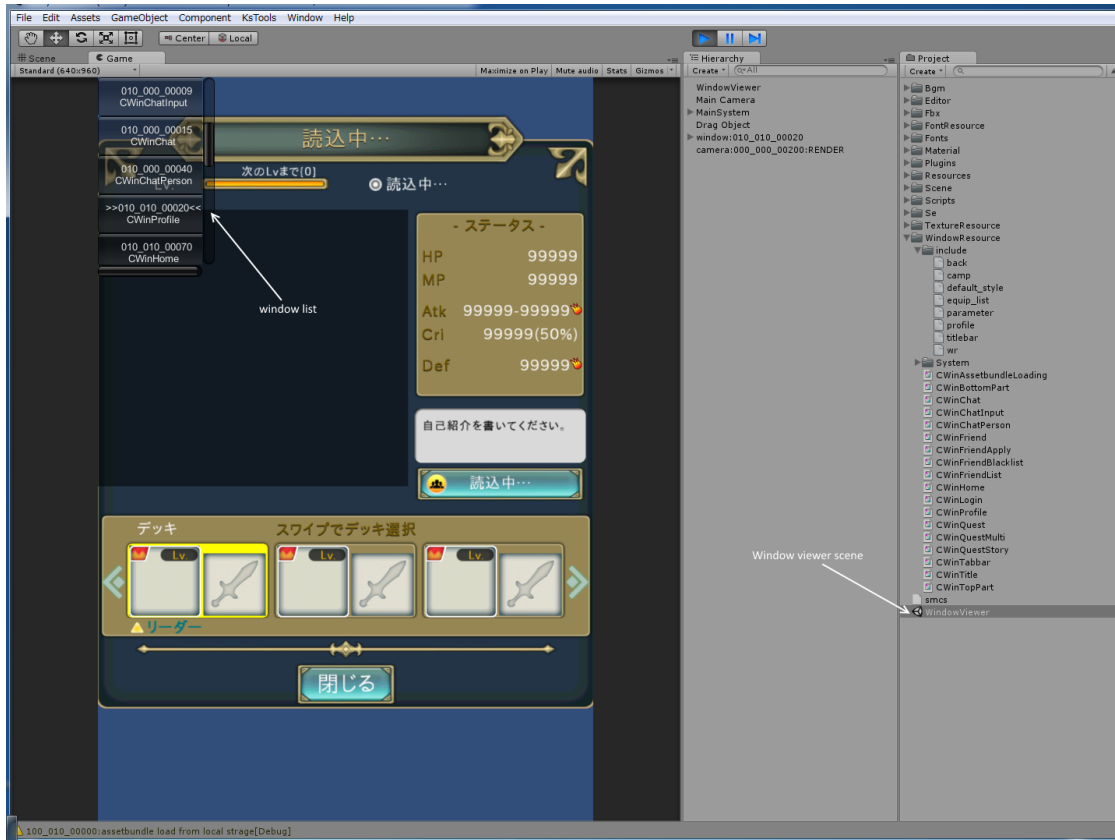 File Edit Assets GameObject Component KsTools Window Help
Center Local
Scene Game
Standard (640x960) Maximize on Play Mute audio Stats Gizmos
010_000_00009
CWinChatInput
010_000_00015
CWinChat
010_000_00040
CWinChatPerson
>>010_010_00020<<
CWinProfile
010_010_00070
CWinHome
window list
読込中…
Lv.
次のLvまで[0]
読込中…
- ステータス -
HP 99999
MP 99999
Atk 99999-99999
Cri 99999(50%)
Def 99999
自己紹介を書いてください。
読込中…
デッキ スワイプでデッキ選択
Lv. Lv. Lv.
リーダー
閉じる
Hierarchy
Create All
WindowViewer
Main Camera
MainSystem
Drag Object
window:010_010_00020
camera:000_000_00200:RENDER
Window viewer scene
Project
Create
Bgm
Editor
Fbx
FontResource
Fonts
Material
Plugins
Resources
Scene
Scripts
Se
TextureResource
WindowResource
include
back
camp
default_style
equip_list
parameter
profile
titlebar
wr
System
CWinAssetbundleLoading
CWinBottomPart
CWinChat
CWinChatInput
CWinChatPerson
CWinFriend
CWinFriendApply
CWinFriendBlacklist
CWinFriendList
CWinHome
CWinLogin
CWinProfile
CWinQuest
CWinQuestMulti
CWinQuestStory
CWinTabbar
CWinTitle
CWinTopPart
smcs
WindowViewer
100_010_00000:assetbundle load from local strage[Debug]